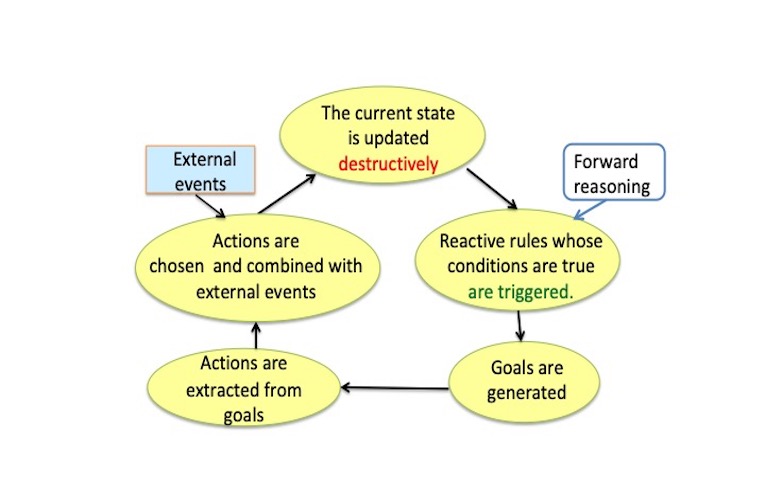 The current state
is updated
destructively
External
events
Forward
reasoning
Actions are
chosen and combined with
external events
Reactive rules whose
conditions are true
are triggered.
Actions are
extracted from
goals
Goals are
generated